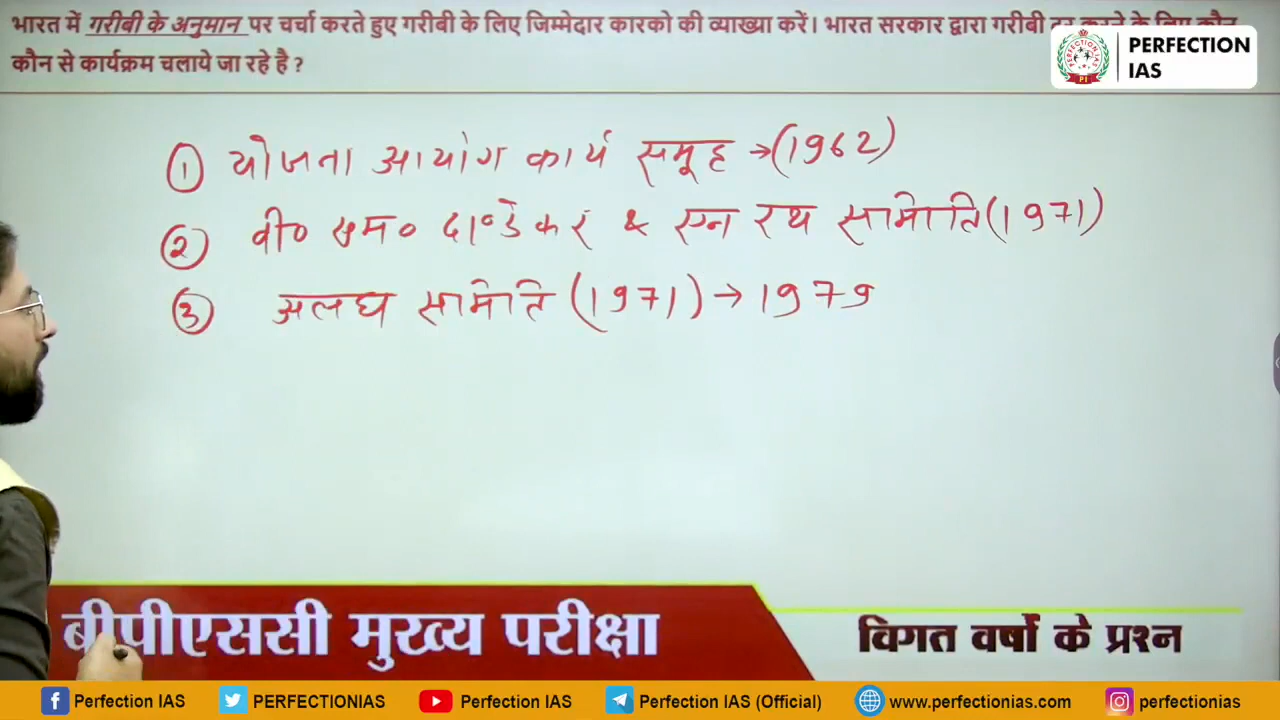 भारत में गरीबी के अनुमान पर चर्चा करते हुए गरीबी के लिए जिम्मेदार कारको की व्याख्या करें। भारत सरकार द्वारा गरीबी दूर करने के लिए कौन
कौन से कार्यक्रम चलाये जा रहे है ?
PERFECTION
IAS
PI
① योजना आयोग कार्य समूह → (1962)
② वी० एम० दाण्डेकर & एन रथ समिति (1971)
③ अलघ समिति (1971) → 1979
बीपीएससी मुख्य परीक्षा
विगत वर्षो के प्रश्न
Perfection IAS
PERFECTIONIAS
Perfection IAS
Perfection IAS (Official)
www.perfectionias.com
perfectionias